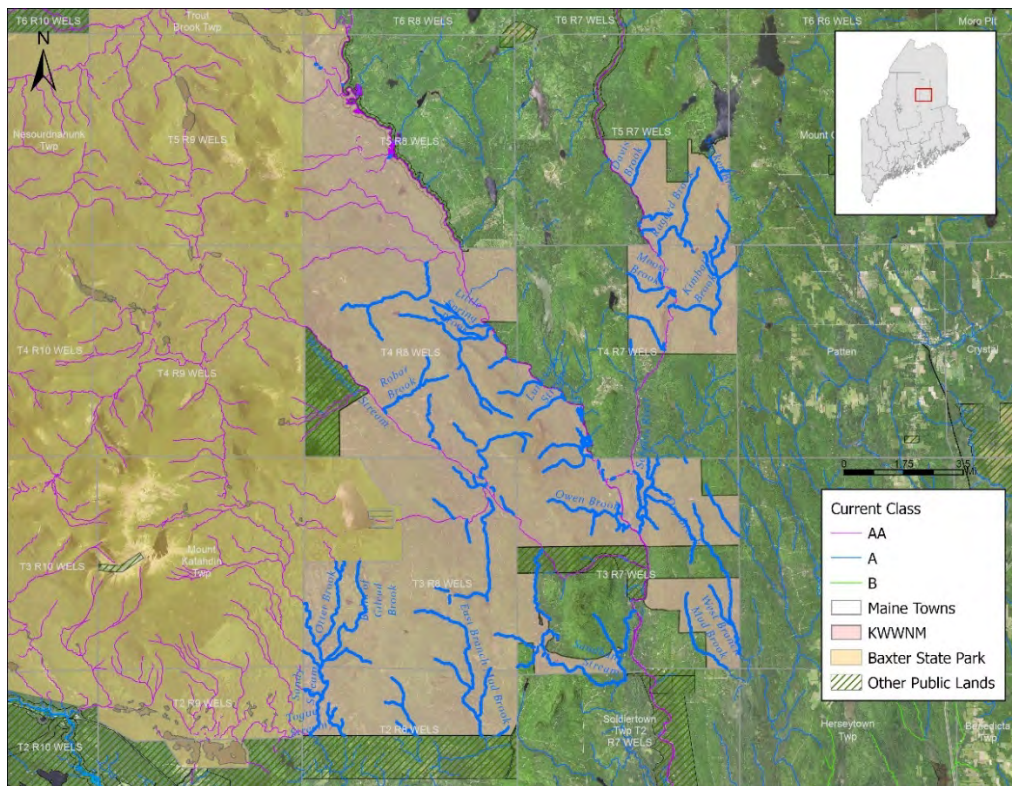 T6 R10 WELS
Trout
Brook Twp
T6 R8 WELS
T6 R7 WELS
T6 R6 WELS
Moro Plt
N
Nesourdnahunk
Twp
T5 R9 WELS
T5 R8 WELS
T5 R7 WELS
Davis
Brook
Mount C
Moo
Brook
Kimball
Brook
Little
Spring
T4 R10 WELS
T4 R9 WELS
T4 R8 WELS
T4 R7 WELS
Patten
Crystal
Robar
Brook
Stream
0
1.75
3.5
Mi
Owen Brook
Mount
Katahdin
Twp
T3 R10 WELS
T3 R8 WELS
T3 R7 WELS
Otter Brook
Gifford
Brook
East Branch
Mud Brook
West Branch
Mud Brook
Sandy
Stream
Sandy
Stream
T2 R10 WELS
T2 R9 WELS
T2 R8 WELS
Soldiertown
Twp T2
R7 WELS
Herseytown
Twp
Benedicta
Twp
Current Class
AA
A
B
Maine Towns
KWWNM
Baxter State Park
Other Public Lands